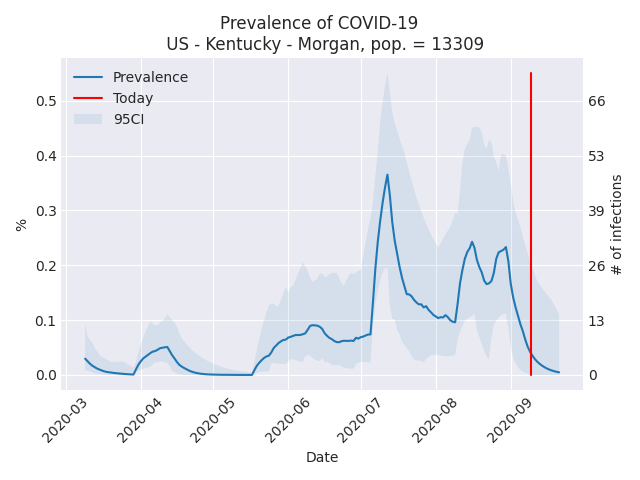 Prevalence of COVID-19
US - Kentucky - Morgan, pop. = 13309
Prevalence
Today
95CI
0.5
0.4
0.3
0.2
0.1
0.0
%
66
53
39
26
13
0
# of infections
2020-03
2020-04
2020-05
2020-06
2020-07
2020-08
2020-09
Date